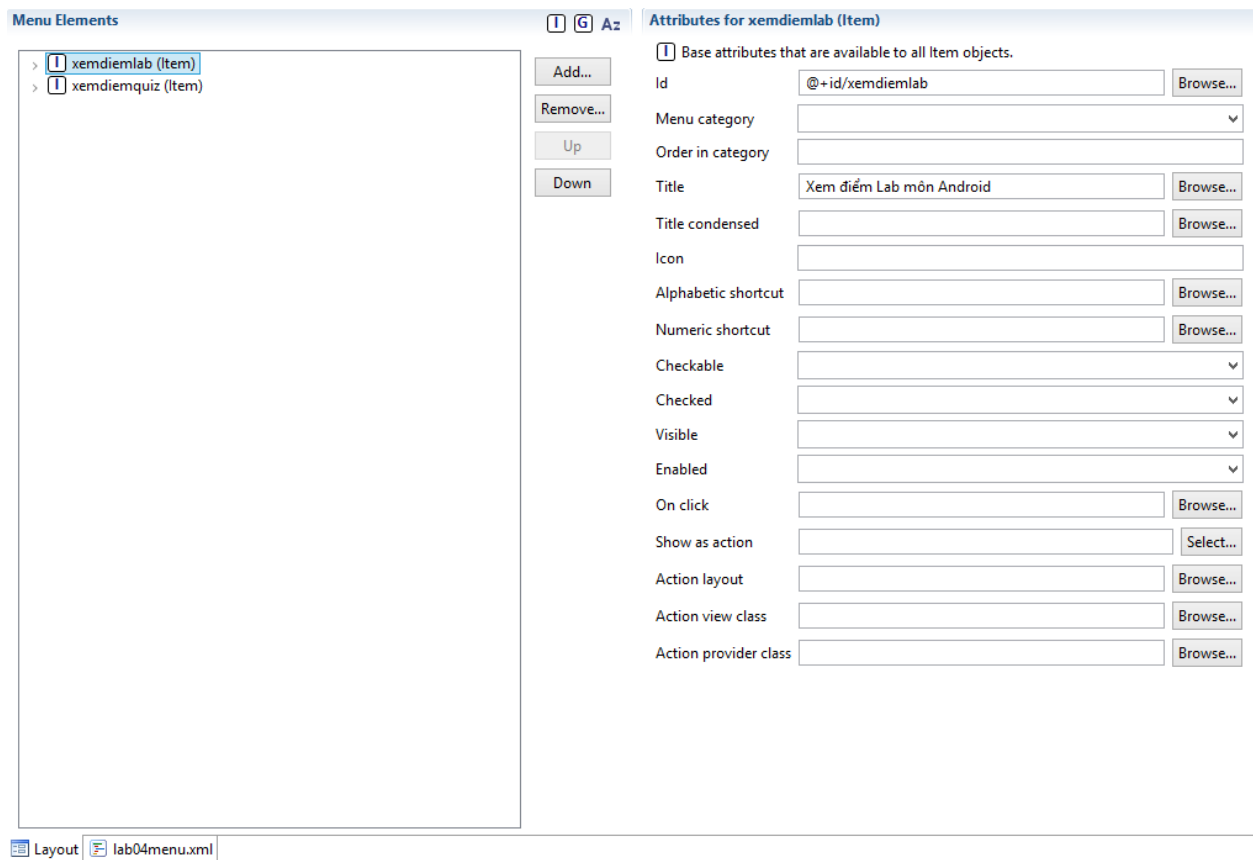 Menu Elements
I G Az
xemdiemlab (Item)
xemdiemquiz (Item)
Add...
Remove...
Up
Down
Attributes for xemdiemlab (Item)
I Base attributes that are available to all Item objects.
Id @+id/xemdiemlab Browse...
Menu category
Order in category
Title Xem điểm Lab môn Android Browse...
Title condensed Browse...
Icon
Alphabetic shortcut Browse...
Numeric shortcut Browse...
Checkable
Checked
Visible
Enabled
On click Browse...
Show as action Select...
Action layout Browse...
Action view class Browse...
Action provider class Browse...
Layout lab04menu.xml